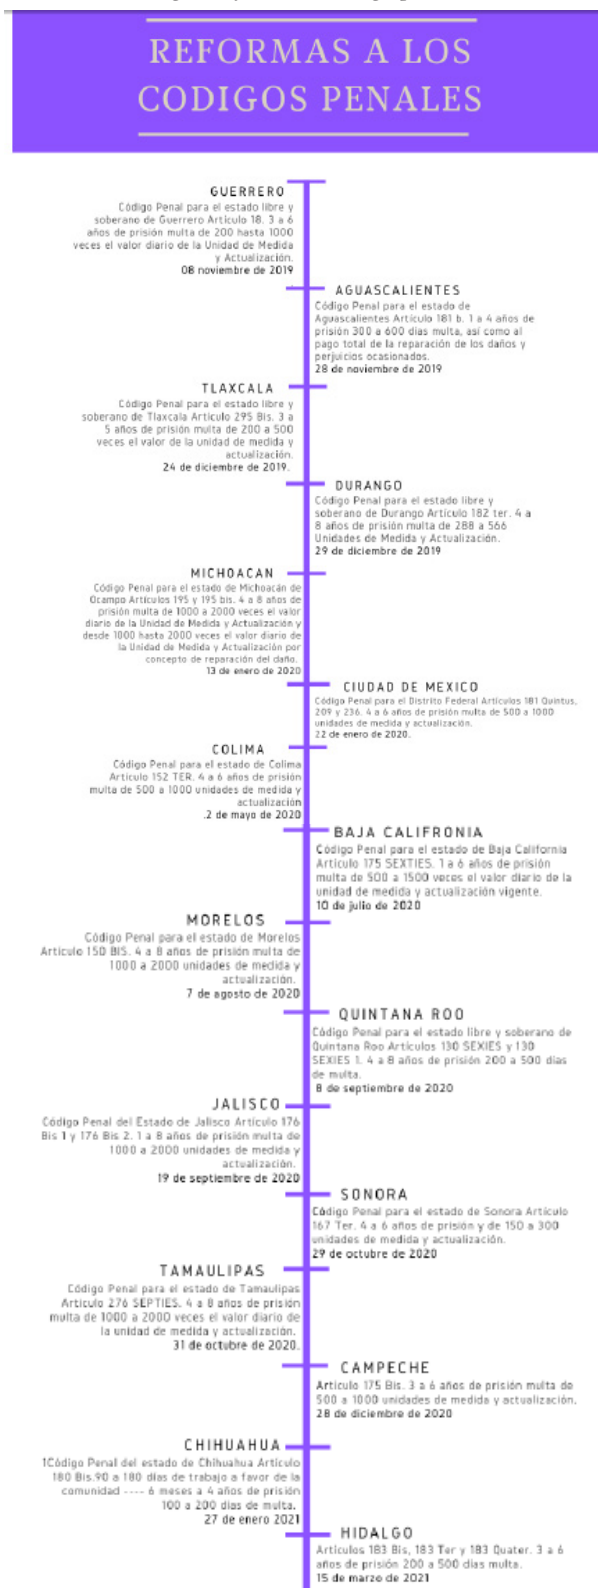 REFORMAS A LOS
CODIGOS PENALES
GUERRERO
Código Penal para el estado libre y
soberano de Guerrero Artículo 18. 3 a 6
años de prisión multa de 200 hasta 1000
veces el valor diario de la Unidad de Medida
y Actualización.
08 noviembre de 2019
AGUASCALIENTES
Código Penal para el estado de
Aguascalientes Artículo 181 b. 1 a 4 años de
prisión 300 a 600 días multa, así como al
pago total de la reparación de los daños y
perjuicios ocasionados.
28 de noviembre de 2019
TLAXCALA
Código Penal para el estado libre y
soberano de Tlaxcala Artículo 295 Bis. 3 a
5 años de prisión multa de 200 a 500
veces el valor de la unidad de medida y
actualización.
24 de diciembre de 2019.
DURANGO
Código Penal para el estado libre y
soberano de Durango Artículo 182 ter. 4 a
8 años de prisión multa de 288 a 566
Unidades de Medida y Actualización.
29 de diciembre de 2019
MICHOACAN
Código Penal para el estado de Michoacán de
Ocampo Artículos 195 y 195 bis. 4 a 8 años de
prisión multa de 1000 a 2000 veces el valor
diario de la Unidad de Medida y Actualización y
desde 1000 hasta 2000 veces el valor diario de
la Unidad de Medida y Actualización por
concepto de reparación del daño.
13 de enero de 2020
CIUDAD DE MEXICO
Código Penal para el Distrito Federal Artículos 181 Quintus,
209 y 236. 4 a 6 años de prisión multa de 500 a 1000
unidades de medida y actualización.
22 de enero de 2020.
COLIMA
Código Penal para el estado de Colima
Artículo 152 TER. 4 a 6 años de prisión
multa de 500 a 1000 unidades de medida y
actualización
.2 de mayo de 2020
BAJA CALIFRONIA
Código Penal para el estado de Baja California
Artículo 175 SEXTIES. 1 a 6 años de prisión
multa de 500 a 1500 veces el valor diario de la
unidad de medida y actualización vigente.
10 de julio de 2020
MORELOS
Código Penal para el estado de Morelos
Artículo 150 BIS. 4 a 8 años de prisión multa de
1000 a 2000 unidades de medida y
actualización.
7 de agosto de 2020
QUINTANA ROO
Código Penal para el estado libre y soberano de
Quintana Roo Artículos 130 SEXIES y 130
SEXIES 1. 4 a 8 años de prisión 200 a 500 días
de multa.
8 de septiembre de 2020
JALISCO
Código Penal del Estado de Jalisco Artículo 176
Bis 1 y 176 Bis 2. 1 a 8 años de prisión multa de
1000 a 2000 unidades de medida y
actualización.
19 de septiembre de 2020
SONORA
Código Penal para el estado de Sonora Artículo
167 Ter. 4 a 6 años de prisión y de 150 a 300
unidades de medida y actualización.
29 de octubre de 2020
TAMAULIPAS
Código Penal para el estado de Tamaulipas
Artículo 276 SEPTIES. 4 a 8 años de prisión
multa de 1000 a 2000 veces el valor diario de
la unidad de medida y actualización.
31 de octubre de 2020.
CAMPECHE
Artículo 175 Bis. 3 a 6 años de prisión multa de
500 a 1000 unidades de medida y actualización.
28 de diciembre de 2020
CHIHUAHUA
1Código Penal del estado de Chihuahua Artículo
180 Bis.90 a 180 días de trabajo a favor de la
comunidad ---- 6 meses a 4 años de prisión
100 a 200 días de multa.
27 de enero 2021
HIDALGO
Artículos 183 Bis, 183 Ter y 183 Quater. 3 a 6
años de prisión 200 a 500 días multa.
15 de marzo de 2021